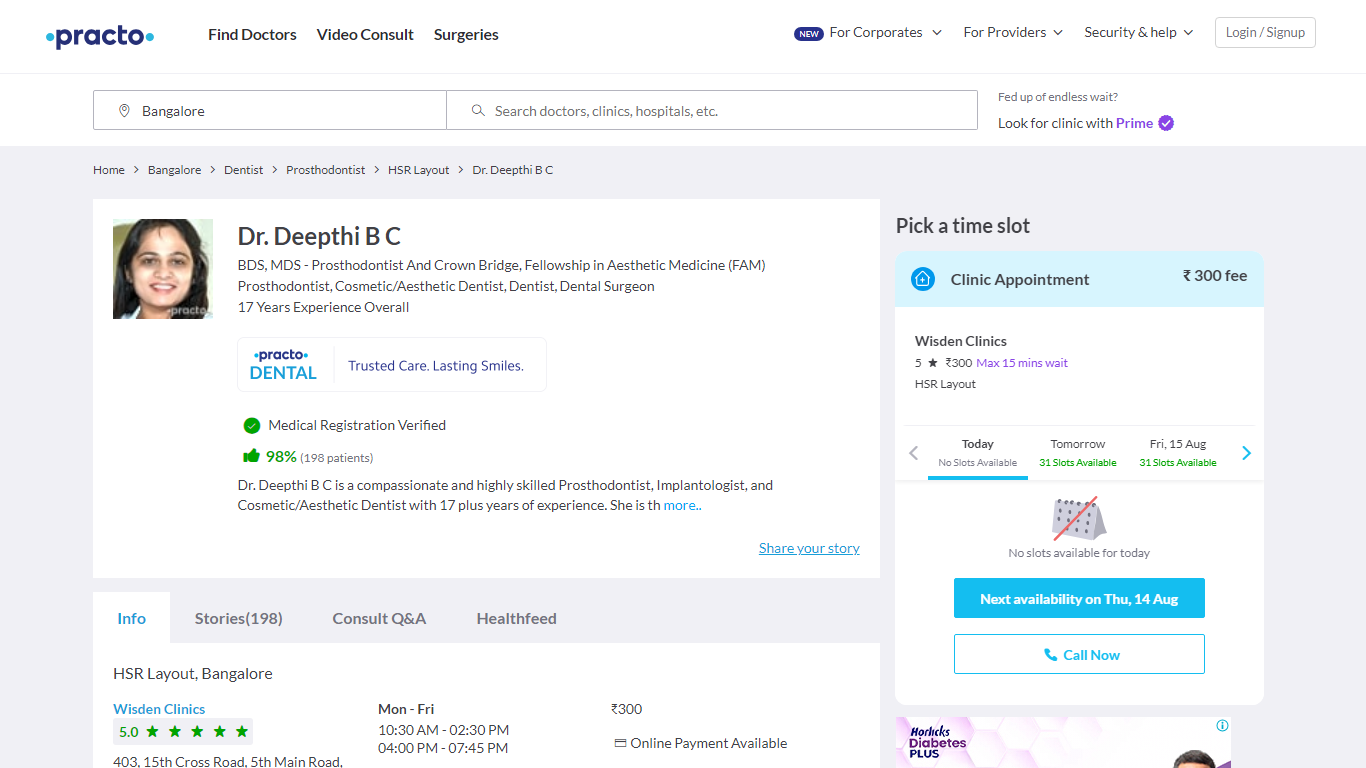 practo
Find Doctors
Video Consult
Surgeries
NEW For Corporates
For Providers
Security & help
Login / Signup
Bangalore
Search doctors, clinics, hospitals, etc.
Fed up of endless wait?
Look for clinic with Prime
Home > Bangalore > Dentist > Prosthodontist > HSR Layout > Dr. Deepthi B C
practo
Dr. Deepthi B C
BDS, MDS - Prosthodontist And Crown Bridge, Fellowship in Aesthetic Medicine (FAM)
Prosthodontist, Cosmetic/Aesthetic Dentist, Dentist, Dental Surgeon
17 Years Experience Overall
practo
DENTAL
Trusted Care. Lasting Smiles.
Medical Registration Verified
98% (198 patients)
Dr. Deepthi B C is a compassionate and highly skilled Prosthodontist, Implantologist, and
Cosmetic/Aesthetic Dentist with 17 plus years of experience. She is th more..
Share your story
Info
Stories(198)
Consult Q&A
Healthfeed
HSR Layout, Bangalore
Wisden Clinics
5.0 ★ ★ ★ ★ ★
403, 15th Cross Road, 5th Main Road,
Mon - Fri
10:30 AM - 02:30 PM
04:00 PM - 07:45 PM
₹300
Online Payment Available
Pick a time slot
Clinic Appointment
₹ 300 fee
Wisden Clinics
5 ★ ₹300 Max 15 mins wait
HSR Layout
Today
No Slots Available
Tomorrow
31 Slots Available
Fri, 15 Aug
31 Slots Available
No slots available for today
Next availability on Thu, 14 Aug
Call Now
Horlicks
Diabetes
PLUS